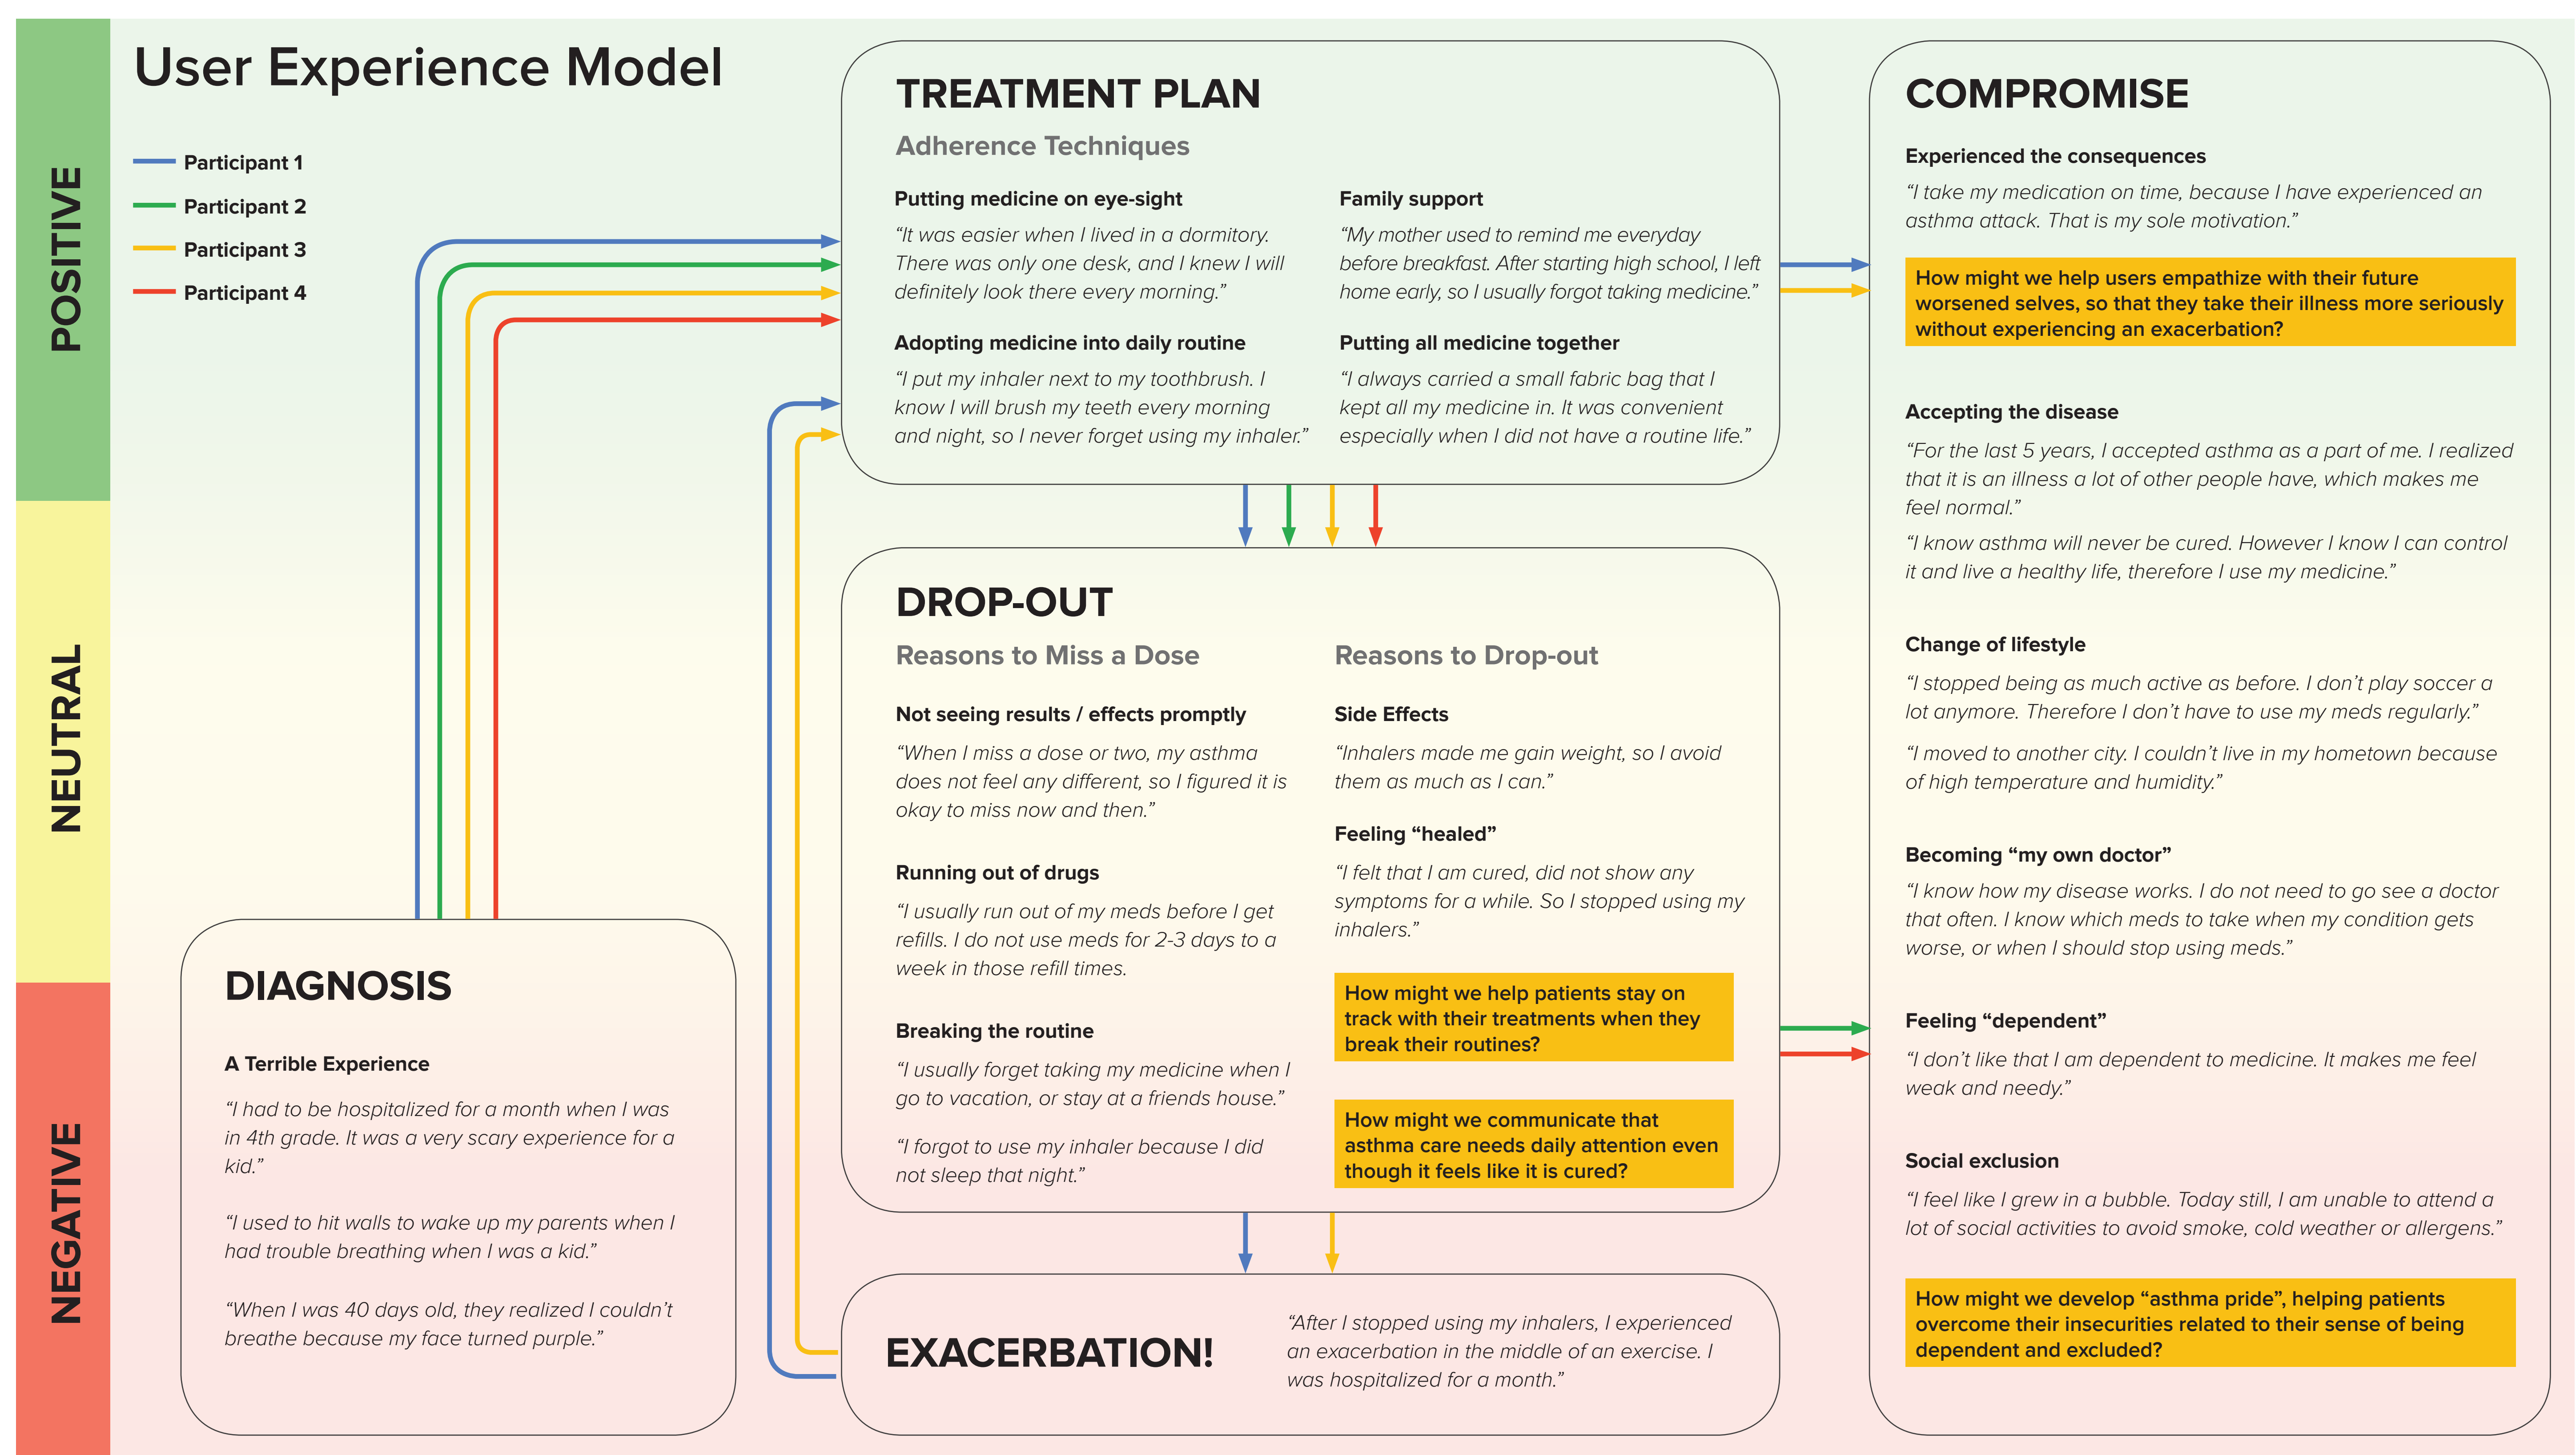 User Experience Model
POSITIVE
NEUTRAL
NEGATIVE
Participant 1
Participant 2
Participant 3
Participant 4
DIAGNOSIS
A Terrible Experience
“I had to be hospitalized for a month when I was
in 4th grade. It was a very scary experience for a
kid.”
“I used to hit walls to wake up my parents when I
had trouble breathing when I was a kid.”
“When I was 40 days old, they realized I couldn’t
breathe because my face turned purple.”
TREATMENT PLAN
Adherence Techniques
Putting medicine on eye-sight
“It was easier when I lived in a dormitory.
There was only one desk, and I knew I will
definitely look there every morning.”
Adopting medicine into daily routine
“I put my inhaler next to my toothbrush. I
know I will brush my teeth every morning
and night, so I never forget using my inhaler.”
Family support
“My mother used to remind me everyday
before breakfast. After starting high school, I left
home early, so I usually forgot taking medicine.”
Putting all medicine together
“I always carried a small fabric bag that I
kept all my medicine in. It was convenient
especially when I did not have a routine life.”
DROP-OUT
Reasons to Miss a Dose
Not seeing results / effects promptly
“When I miss a dose or two, my asthma
does not feel any different, so I figured it is
okay to miss now and then.”
Running out of drugs
“I usually run out of my meds before I get
refills. I do not use meds for 2-3 days to a
week in those refill times.
Breaking the routine
“I usually forget taking my medicine when I
go to vacation, or stay at a friends house.”
“I forgot to use my inhaler because I did
not sleep that night.”
Reasons to Drop-out
Side Effects
“Inhalers made me gain weight, so I avoid
them as much as I can.”
Feeling “healed”
“I felt that I am cured, did not show any
symptoms for a while. So I stopped using my
inhalers.”
How might we help patients stay on
track with their treatments when they
break their routines?
How might we communicate that
asthma care needs daily attention even
though it feels like it is cured?
EXACERBATION!
“After I stopped using my inhalers, I experienced
an exacerbation in the middle of an exercise. I
was hospitalized for a month.”
COMPROMISE
Experienced the consequences
“I take my medication on time, because I have experienced an
asthma attack. That is my sole motivation.”
How might we help users empathize with their future
worsened selves, so that they take their illness more seriously
without experiencing an exacerbation?
Accepting the disease
“For the last 5 years, I accepted asthma as a part of me. I realized
that it is an illness a lot of other people have, which makes me
feel normal.”
“I know asthma will never be cured. However I know I can control
it and live a healthy life, therefore I use my medicine.”
Change of lifestyle
“I stopped being as much active as before. I don’t play soccer a
lot anymore. Therefore I don’t have to use my meds regularly.”
“I moved to another city. I couldn’t live in my hometown because
of high temperature and humidity.”
Becoming “my own doctor”
“I know how my disease works. I do not need to go see a doctor
that often. I know which meds to take when my condition gets
worse, or when I should stop using meds.”
Feeling “dependent”
“I don’t like that I am dependent to medicine. It makes me feel
weak and needy.”
Social exclusion
“I feel like I grew in a bubble. Today still, I am unable to attend a
lot of social activities to avoid smoke, cold weather or allergens.”
How might we develop “asthma pride”, helping patients
overcome their insecurities related to their sense of being
dependent and excluded?